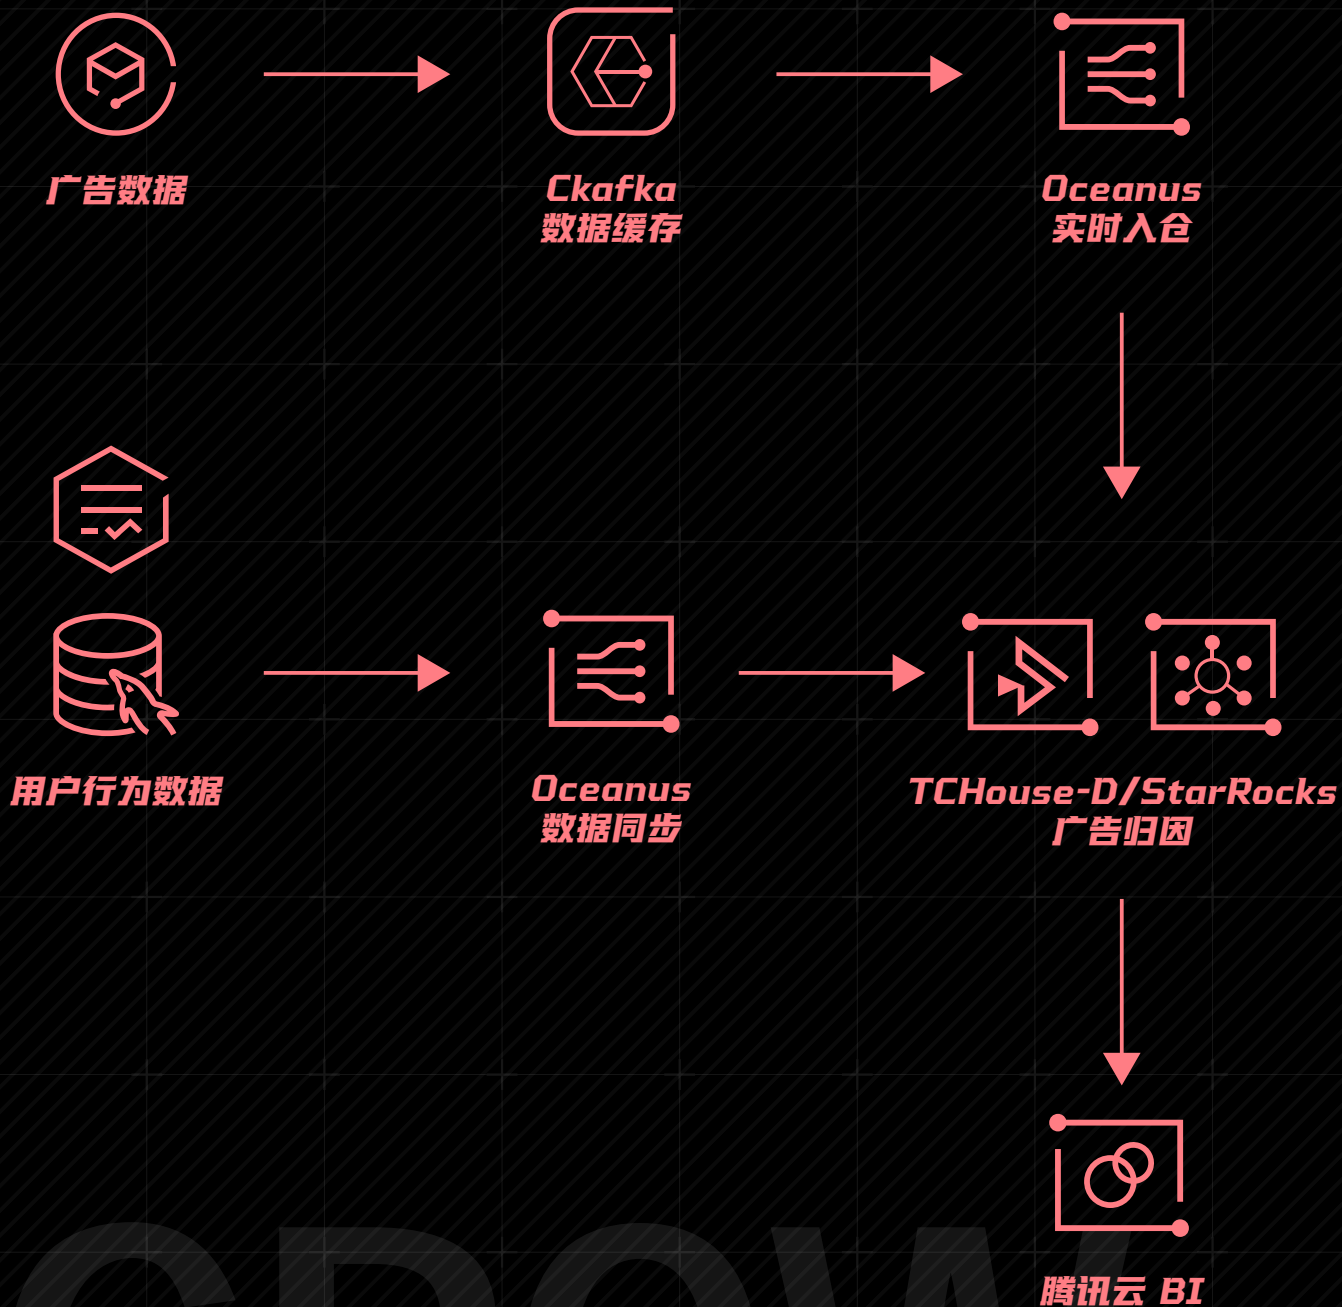 广告数据
Ckafka
数据缓存
Oceanus
实时入仓
用户行为数据
Oceanus
数据同步
TCHouse-D/StarRocks
广告归因
腾讯云 BI